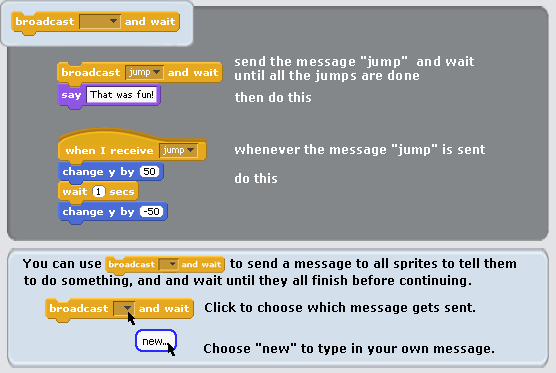 broadcast and wait
broadcast jump and wait
say That was fun!
send the message "jump" and wait
until all the jumps are done
then do this
when I receive jump
change y by 50
wait 1 secs
change y by -50
whenever the message "jump" is sent
do this
You can use broadcast and wait to send a message to all sprites to tell them
to do something, and and wait until they all finish before continuing.
broadcast and wait
Click to choose which message gets sent.
new...
Choose "new" to type in your own message.